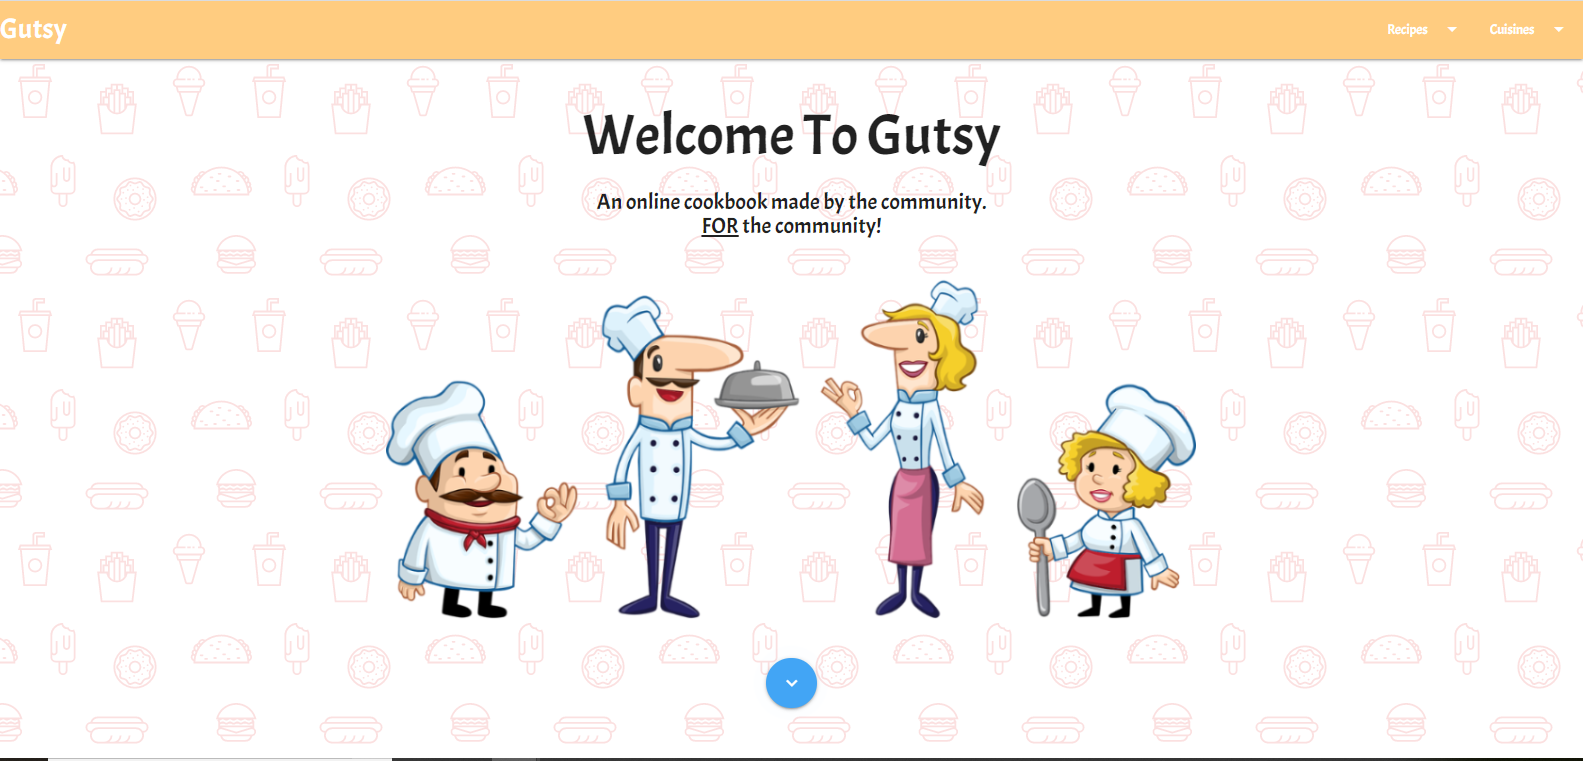 Gutsy
Recipes
Cuisines
Welcome To Gutsy
An online cookbook made by the community.
FOR the community!